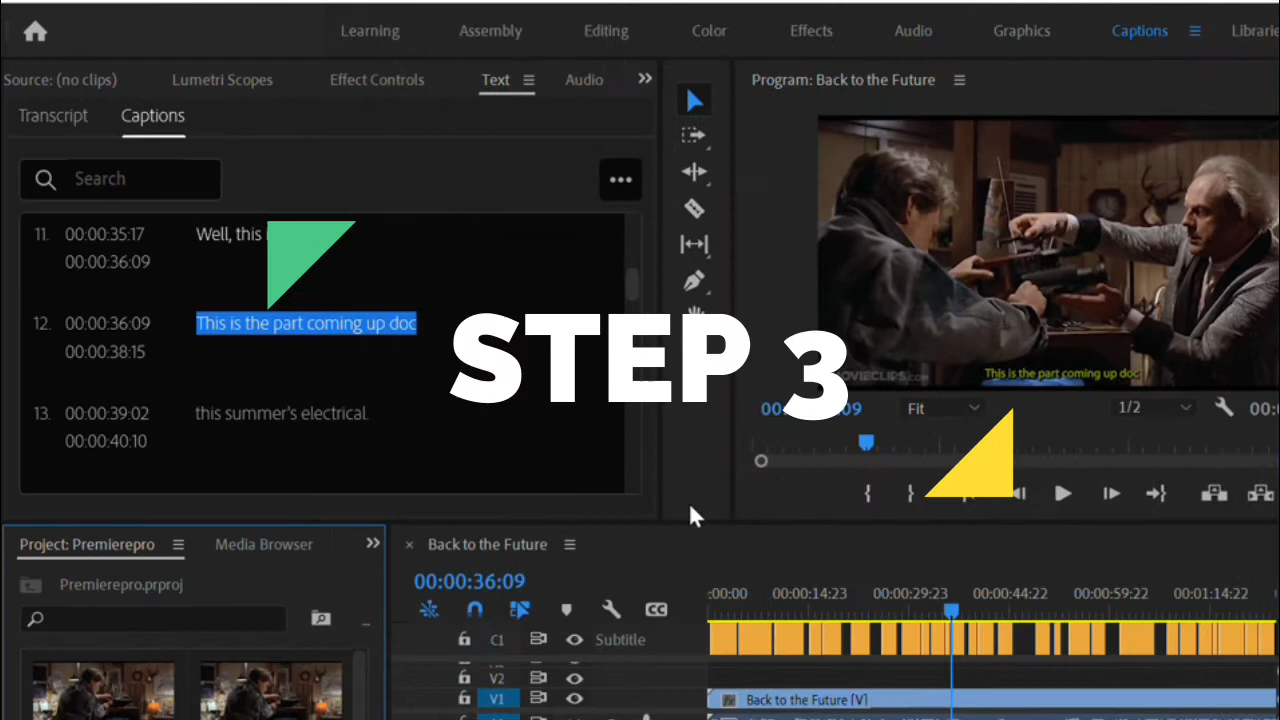 Learning Assembly Editing Color Effects Audio Graphics Captions
Source: (no clips) Lumetri Scopes Effect Controls Text Audio
Program: Back to the Future
Transcript Captions
Search
11. 00:00:35:17 Well, this
00:00:36:09
12. 00:00:36:09 This is the part coming up doc
00:00:38:15
13. 00:00:39:02 this summer's electrical.
00:00:40:10
STEP 3
This is the part coming up doc
Fit 1/2
Project: Premierepro Media Browser
× Back to the Future
Premierepro.prproj
00:00:36:09
:00:00 00:00:14:23 00:00:29:23 00:00:44:22 00:00:59:22 00:01:14:22
CC
C1 Subtitle
V2
V1 fx Back to the Future [V]